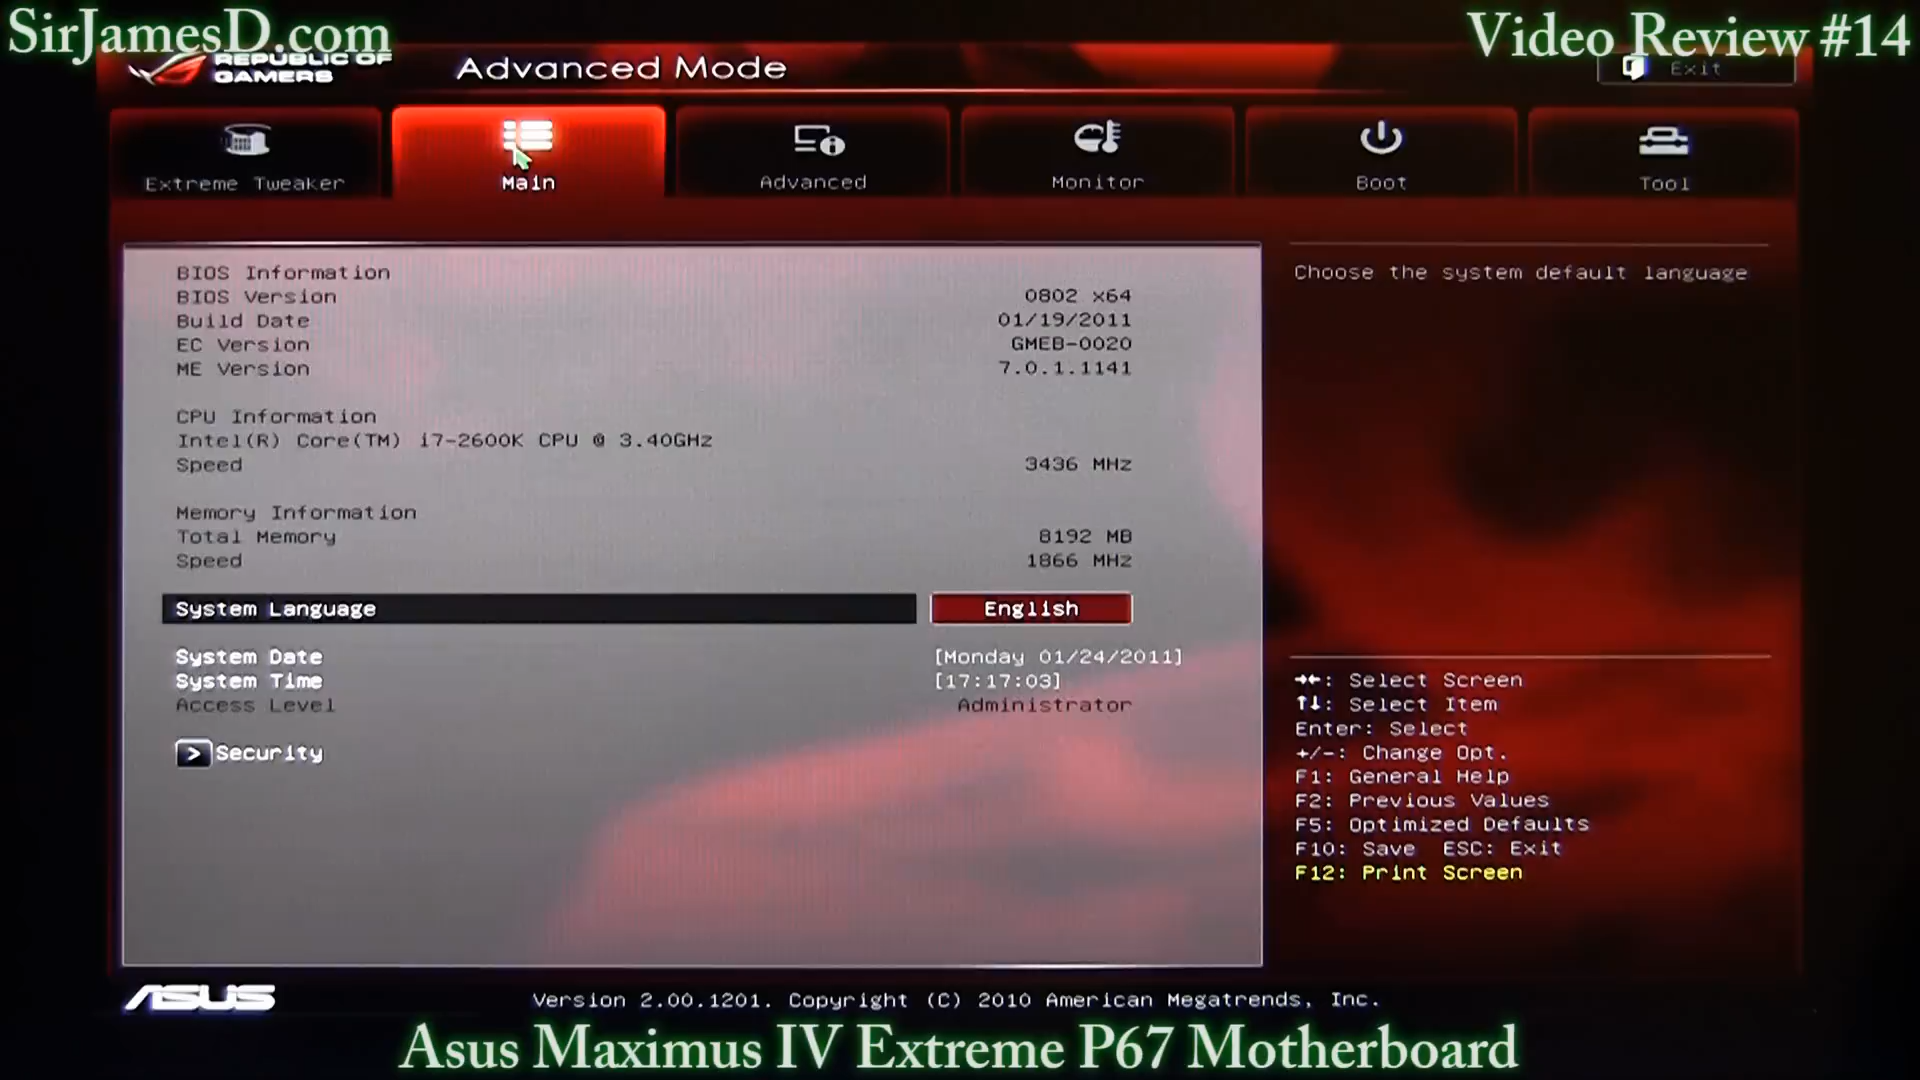 SirJamesD.com
Video Review #14
REPUBLIC OF
GAMERS
Advanced Mode
Exit
Extreme Tweaker
Main
Advanced
Monitor
Boot
Tool
BIOS Information
BIOS Version 0802 x64
Build Date 01/19/2011
EC Version GMEB-0020
ME Version 7.0.1.1141
CPU Information
Intel(R) Core(TM) i7-2600K CPU @ 3.40GHz
Speed 3436 MHz
Memory Information
Total Memory 8192 MB
Speed 1866 MHz
System Language English
System Date [Monday 01/24/2011]
System Time [17:17:03]
Access Level Administrator
> Security
Choose the system default language
→←: Select Screen
↑↓: Select Item
Enter: Select
+/-: Change Opt.
F1: General Help
F2: Previous Values
F5: Optimized Defaults
F10: Save ESC: Exit
F12: Print Screen
ASUS
Version 2.00.1201. Copyright (C) 2010 American Megatrends, Inc.
Asus Maximus IV Extreme P67 Motherboard